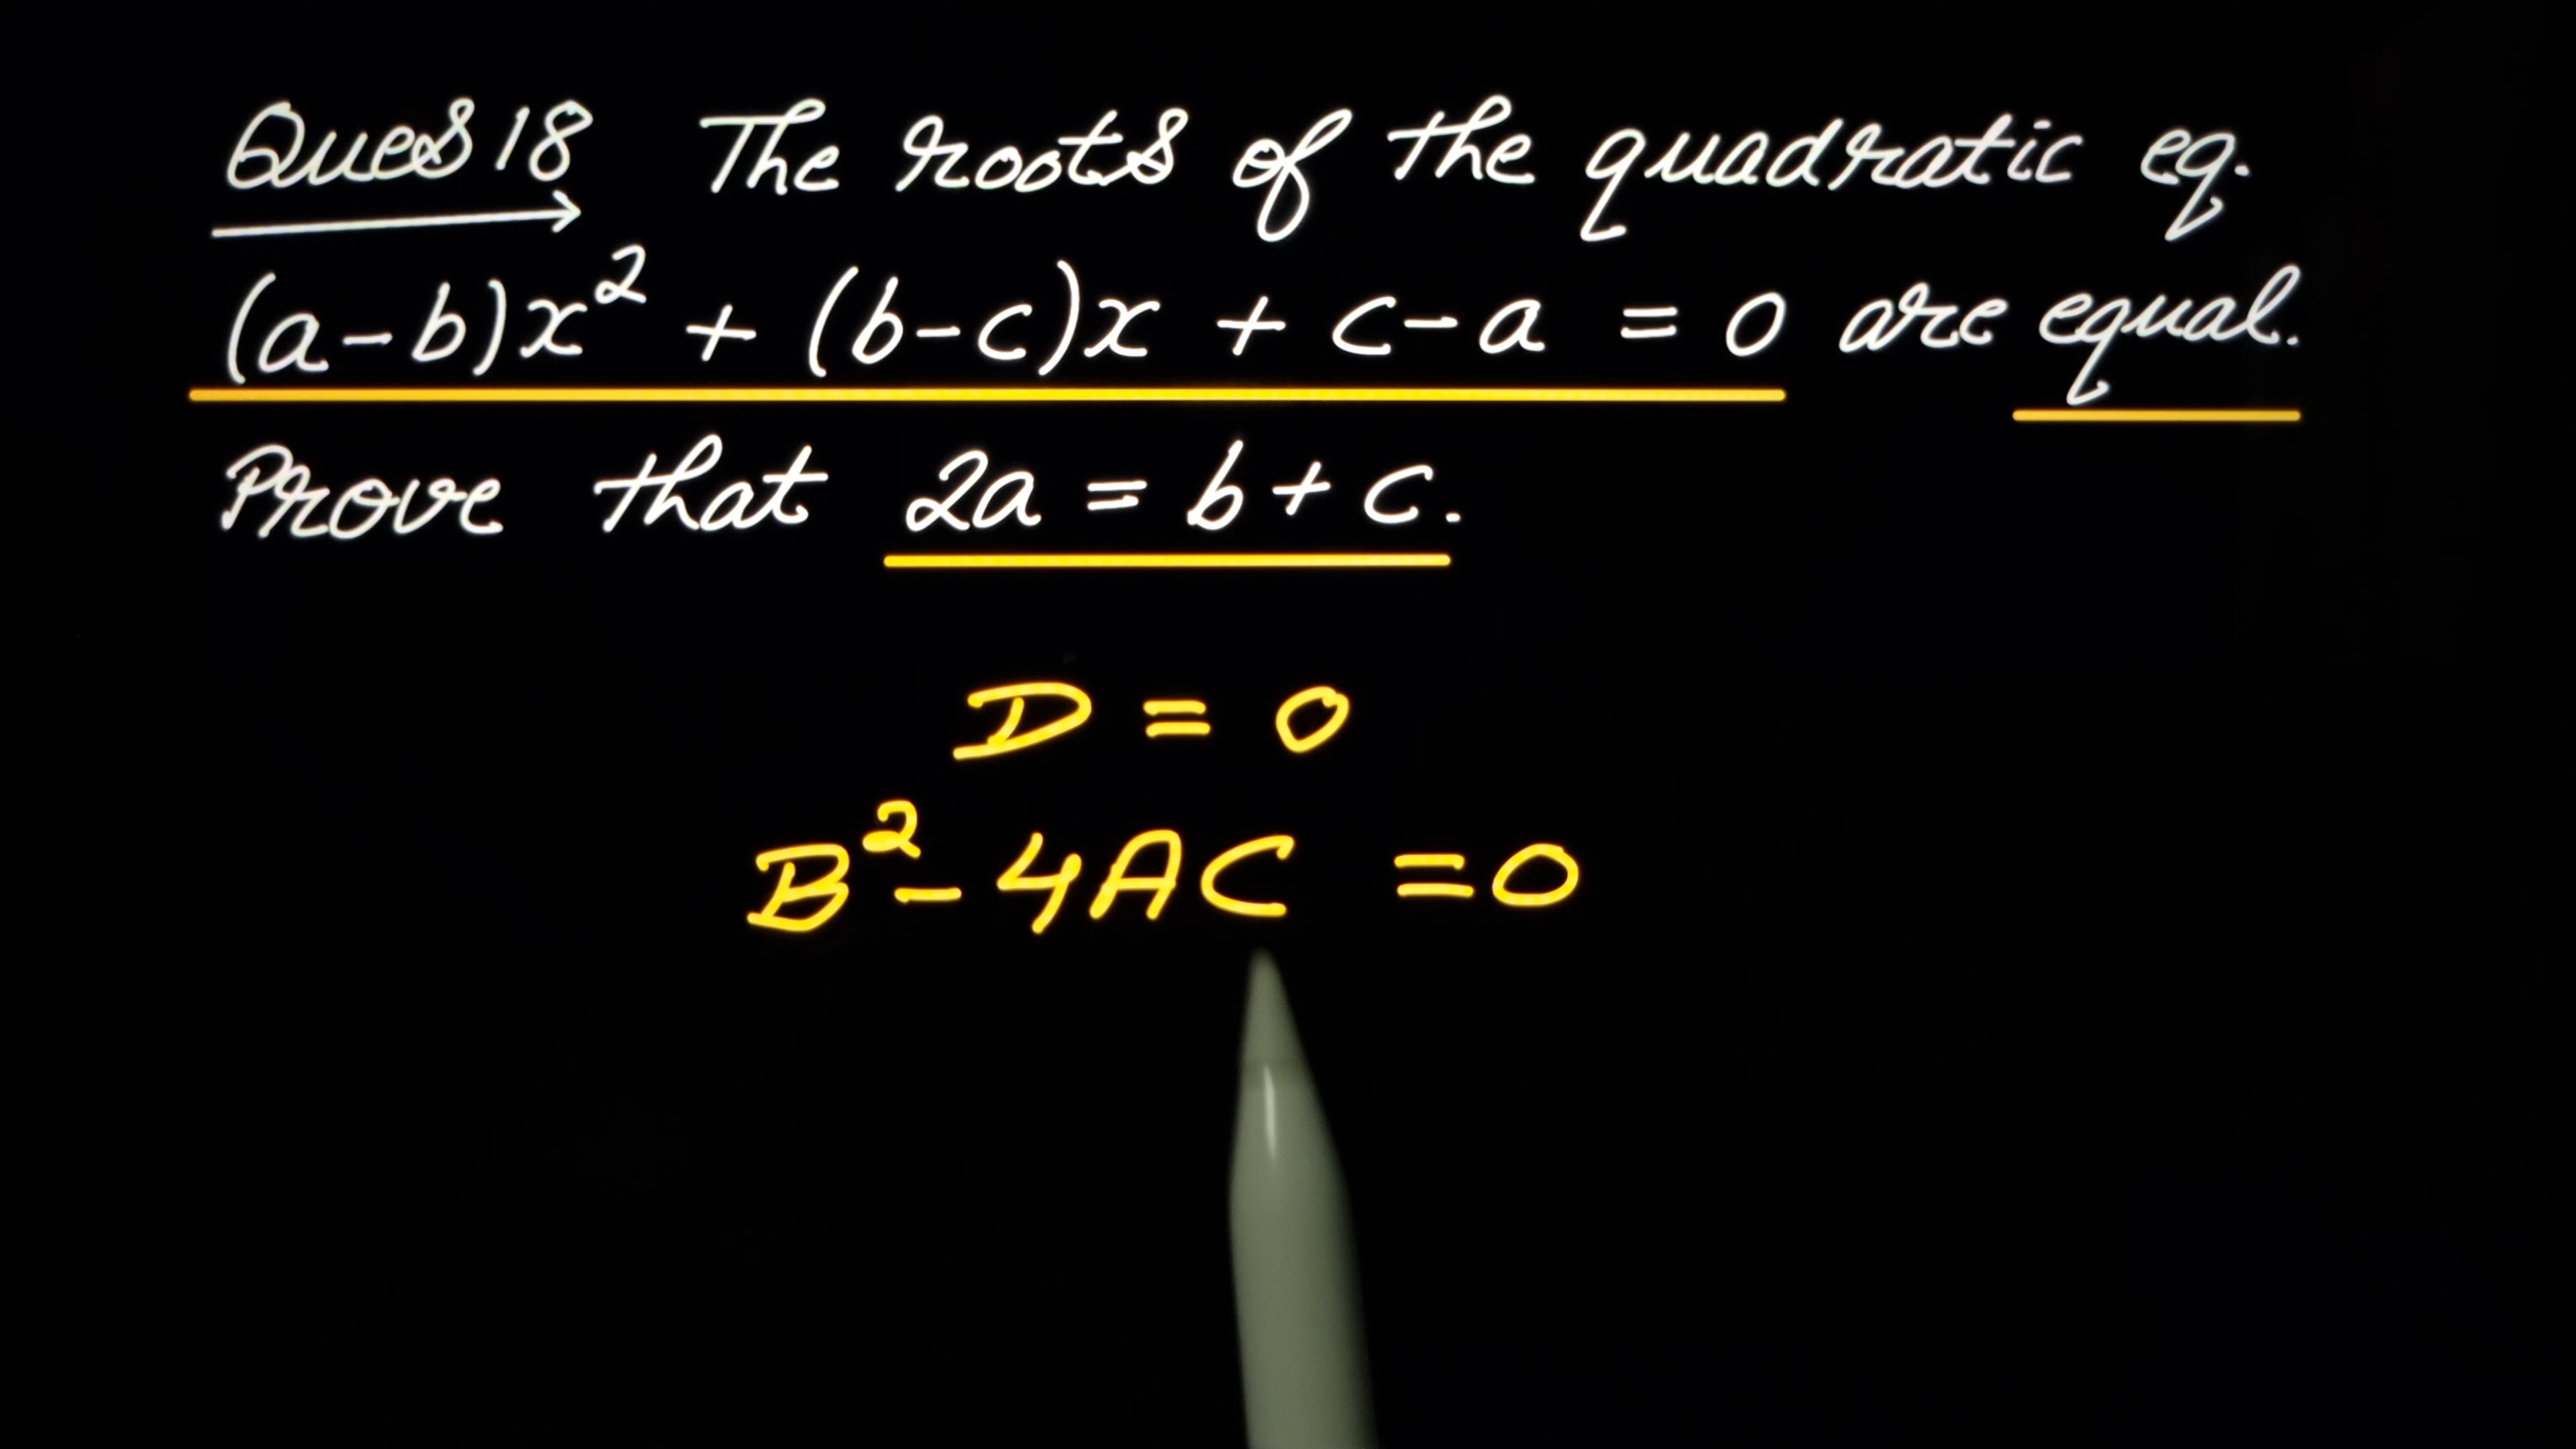 Ques 18 The roots of the quadratic eq.
(a-b)x² + (b-c)x + c-a = 0 are equal.
Prove that 2a = b + c.
D = 0
B² - 4AC = 0